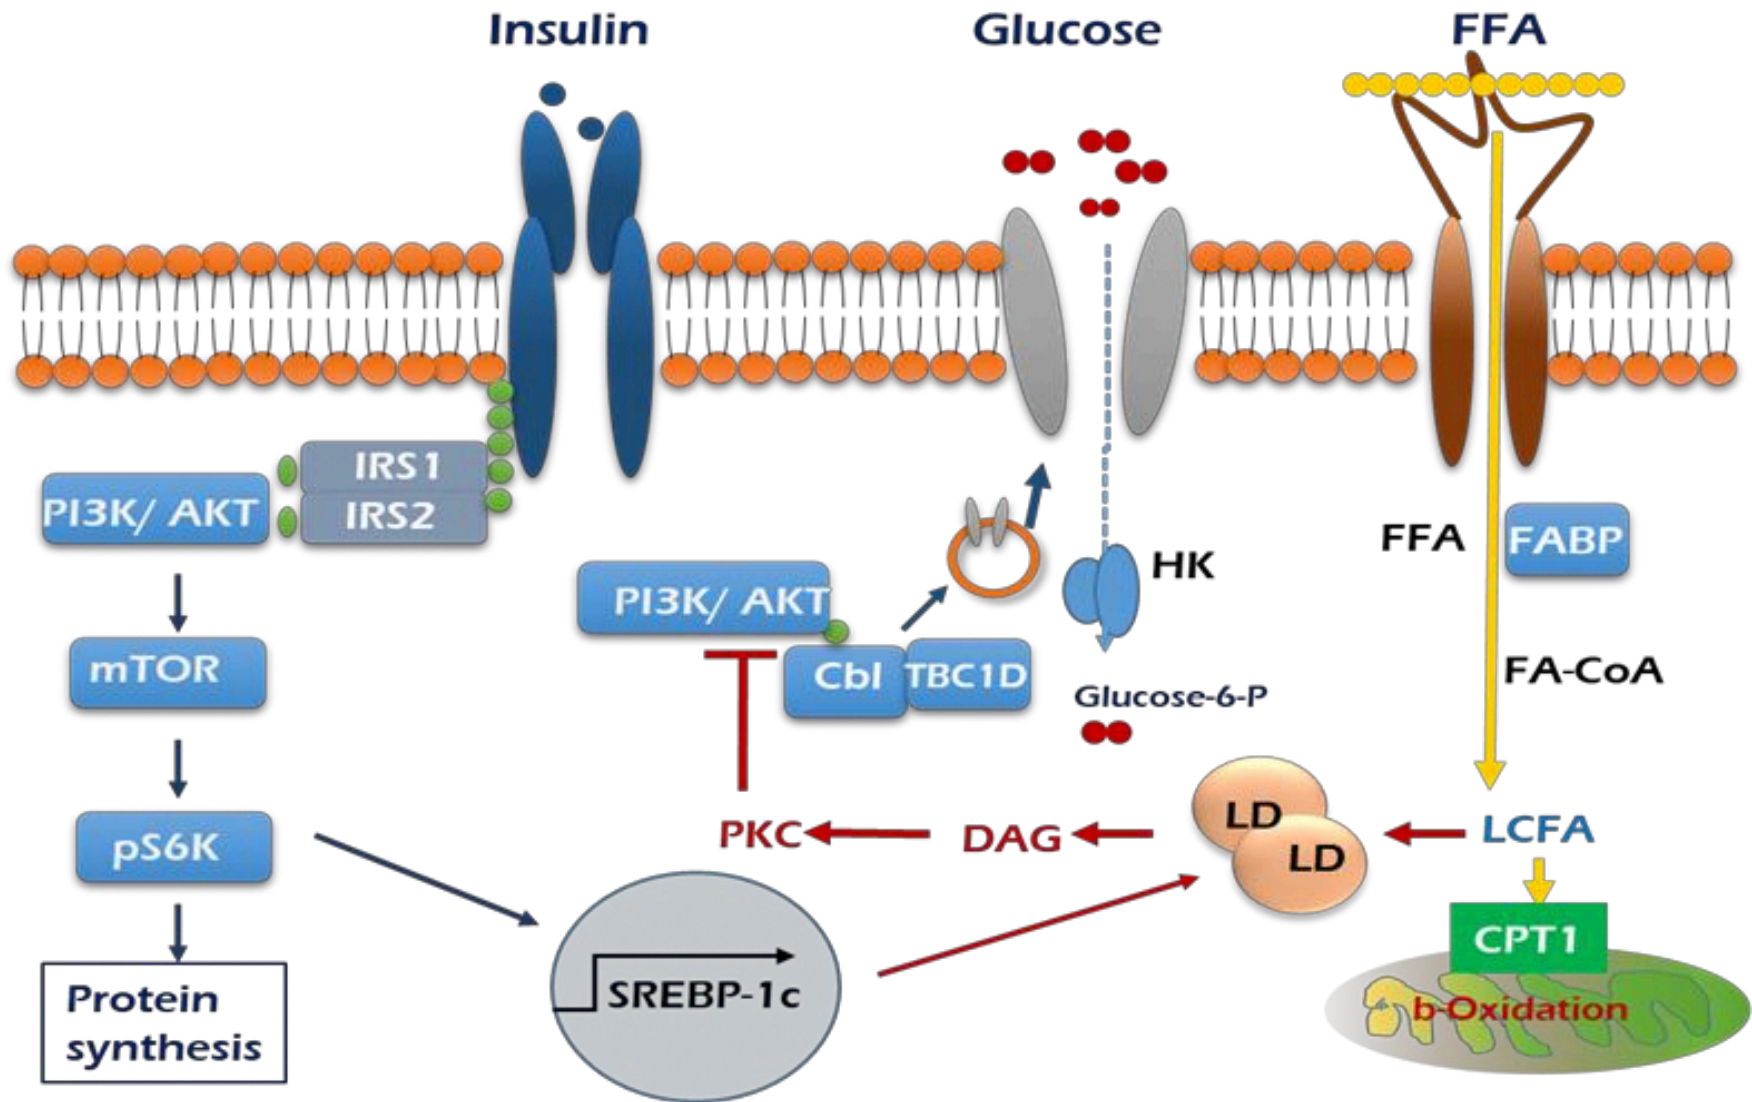 Insulin
Glucose
FFA
IRS1
IRS2
PI3K/ AKT
mTOR
pS6K
Protein
synthesis
PI3K/ AKT
Cbl
TBC1D
HK
Glucose-6-P
FFA
FABP
FA-CoA
LCFA
LD
LD
DAG
PKC
SREBP-1c
CPT1
b-Oxidation